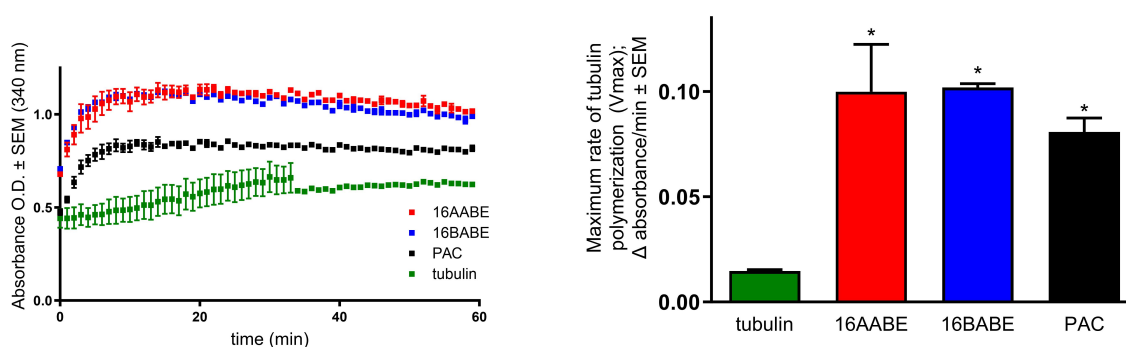 Absorbance O.D. ± SEM (340 nm)
1.0
0.5
0.0
0
20
40
60
time (min)
16AABE
16BABE
PAC
tubulin
Maximum rate of tubulin
polymerization (Vmax);
Δ absorbance/min ± SEM
0.10
0.05
0.00
*
*
*
tubulin
16AABE
16BABE
PAC